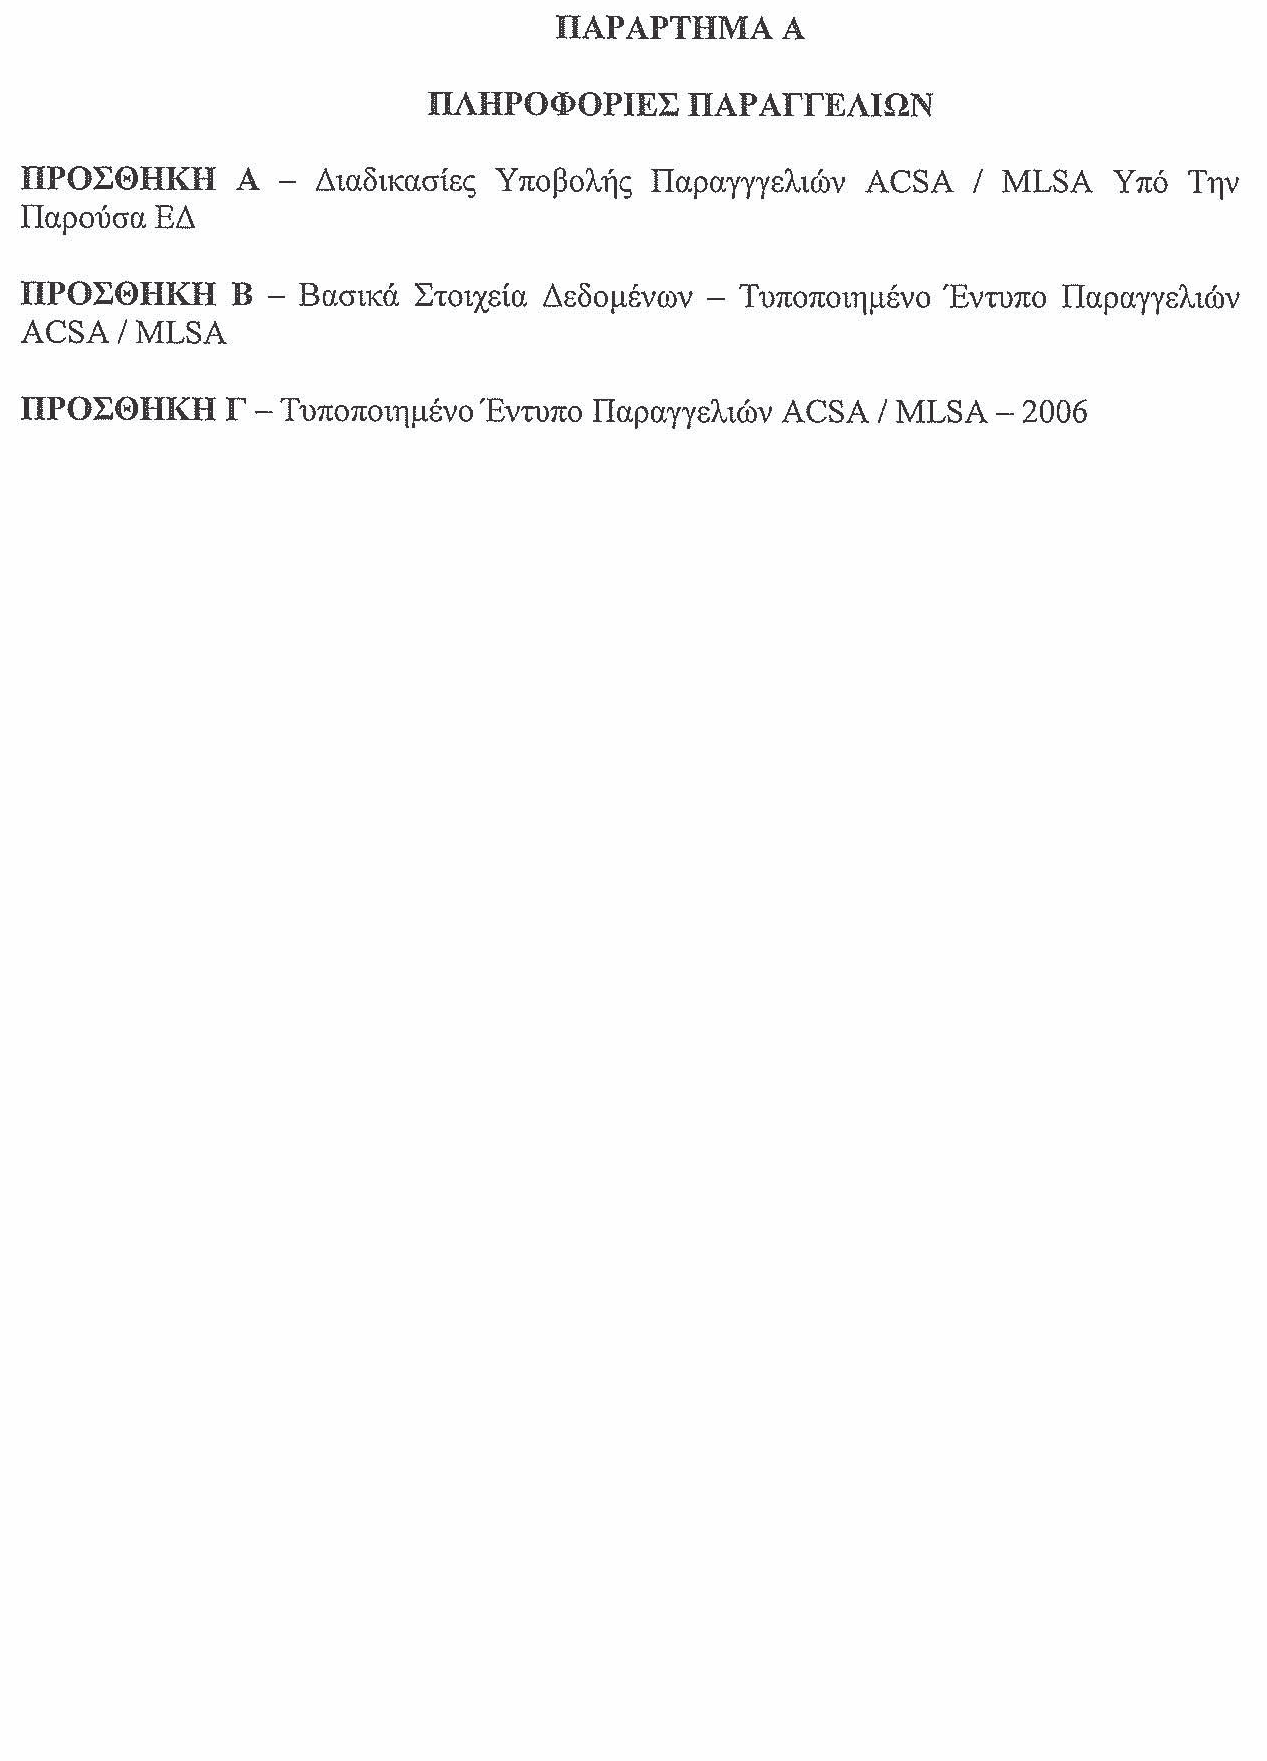 ΠΑΡΑΡΤΗΜΑ Α
ΠΛΗΡΟΦΟΡΙΕΣ ΠΑΡΑΓΓΕΛΙΩΝ
ΠΡΟΣΘΗΚΗ Α – Διαδικασίες Υποβολής Παραγγγελιών ACSA / MLSA Υπό Την
Παρούσα ΕΔ
ΠΡΟΣΘΗΚΗ Β – Βασικά Στοιχεία Δεδομένων – Τυποποιημένο Έντυπο Παραγγελιών
ACSA / MLSA
ΠΡΟΣΘΗΚΗ Γ – Τυποποιημένο Έντυπο Παραγγελιών ACSA / MLSA – 2006